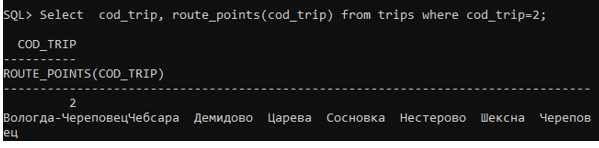 SQL> Select  cod_trip, route_points(cod_trip) from trips where cod_trip=2;
  COD_TRIP
----------
ROUTE_POINTS(COD_TRIP)
--------------------------------------------------------------------------------
         2
Вологда-ЧереповецЧебсара  Демидово  Царева  Сосновка  Нестерово  Шексна  Черепов
ец